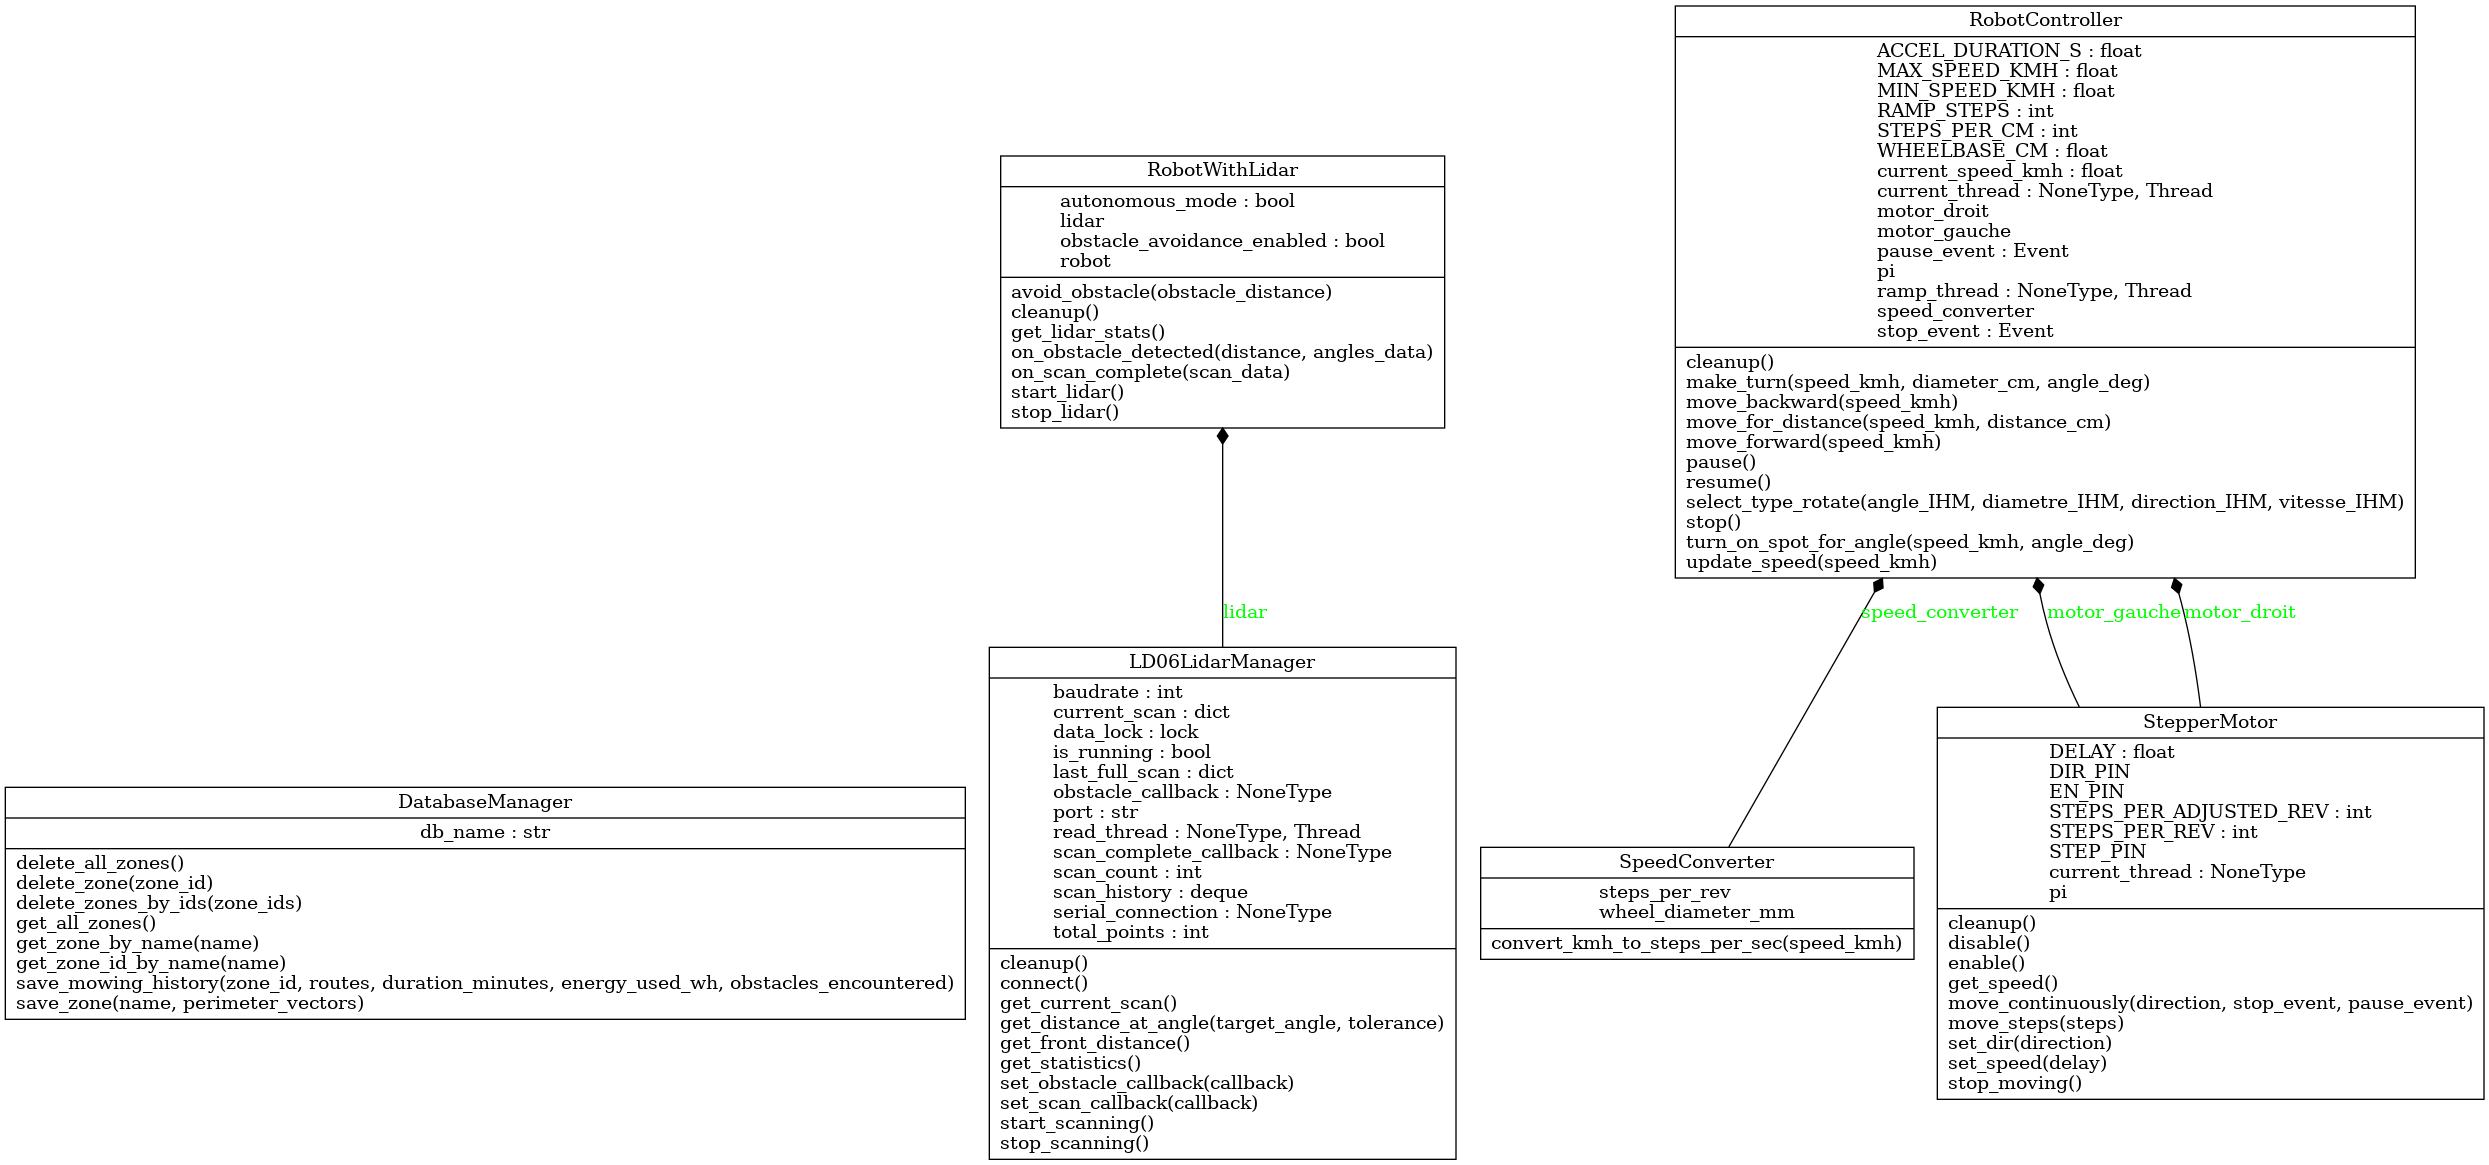 RobotController
ACCEL_DURATION_S : float
MAX_SPEED_KMH : float
MIN_SPEED_KMH : float
RAMP_STEPS : int
STEPS_PER_CM : int
WHEELBASE_CM : float
current_speed_kmh : float
current_thread : NoneType, Thread
motor_droit
motor_gauche
pause_event : Event
pi
ramp_thread : NoneType, Thread
speed_converter
stop_event : Event
cleanup()
make_turn(speed_kmh, diameter_cm, angle_deg)
move_backward(speed_kmh)
move_for_distance(speed_kmh, distance_cm)
move_forward(speed_kmh)
pause()
resume()
select_type_rotate(angle_IHM, diametre_IHM, direction_IHM, vitesse_IHM)
stop()
turn_on_spot_for_angle(speed_kmh, angle_deg)
update_speed(speed_kmh)
RobotWithLidar
autonomous_mode : bool
lidar
obstacle_avoidance_enabled : bool
robot
avoid_obstacle(obstacle_distance)
cleanup()
get_lidar_stats()
on_obstacle_detected(distance, angles_data)
on_scan_complete(scan_data)
start_lidar()
stop_lidar()
lidar
speed_converter
motor_gauche
motor_droit
DatabaseManager
db_name : str
delete_all_zones()
delete_zone(zone_id)
delete_zones_by_ids(zone_ids)
get_all_zones()
get_zone_by_name(name)
get_zone_id_by_name(name)
save_mowing_history(zone_id, routes, duration_minutes, energy_used_wh, obstacles_encountered)
save_zone(name, perimeter_vectors)
LD06LidarManager
baudrate : int
current_scan : dict
data_lock : lock
is_running : bool
last_full_scan : dict
obstacle_callback : NoneType
port : str
read_thread : NoneType, Thread
scan_complete_callback : NoneType
scan_count : int
scan_history : deque
serial_connection : NoneType
total_points : int
cleanup()
connect()
get_current_scan()
get_distance_at_angle(target_angle, tolerance)
get_front_distance()
get_statistics()
set_obstacle_callback(callback)
set_scan_callback(callback)
start_scanning()
stop_scanning()
SpeedConverter
steps_per_rev
wheel_diameter_mm
convert_kmh_to_steps_per_sec(speed_kmh)
StepperMotor
DELAY : float
DIR_PIN
EN_PIN
STEPS_PER_ADJUSTED_REV : int
STEPS_PER_REV : int
STEP_PIN
current_thread : NoneType
pi
cleanup()
disable()
enable()
get_speed()
move_continuously(direction, stop_event, pause_event)
move_steps(steps)
set_dir(direction)
set_speed(delay)
stop_moving()